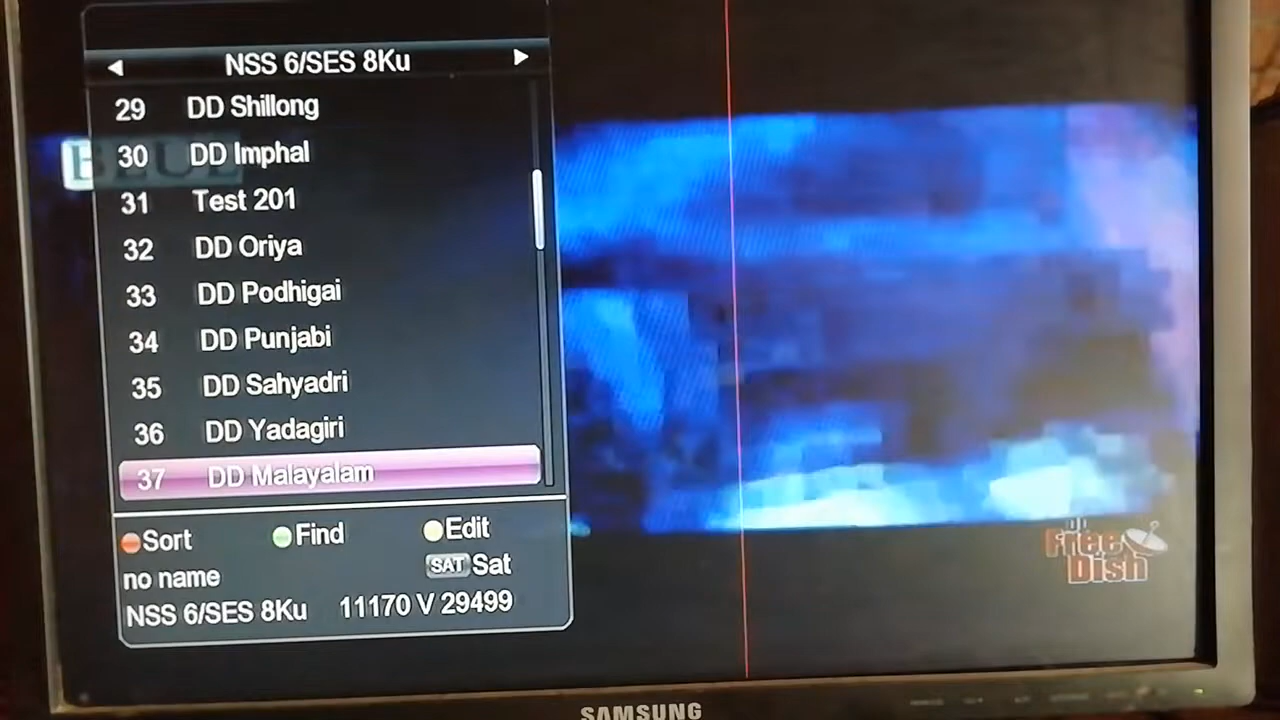 NSS 6/SES 8Ku
29 DD Shillong
30 DD Imphal
31 Test 201
32 DD Oriya
33 DD Podhigai
34 DD Punjabi
35 DD Sahyadri
36 DD Yadagiri
37 DD Malayalam
Sort Find Edit
no name SAT Sat
NSS 6/SES 8Ku 11170 V 29499
Free
Dish
SAMSUNG